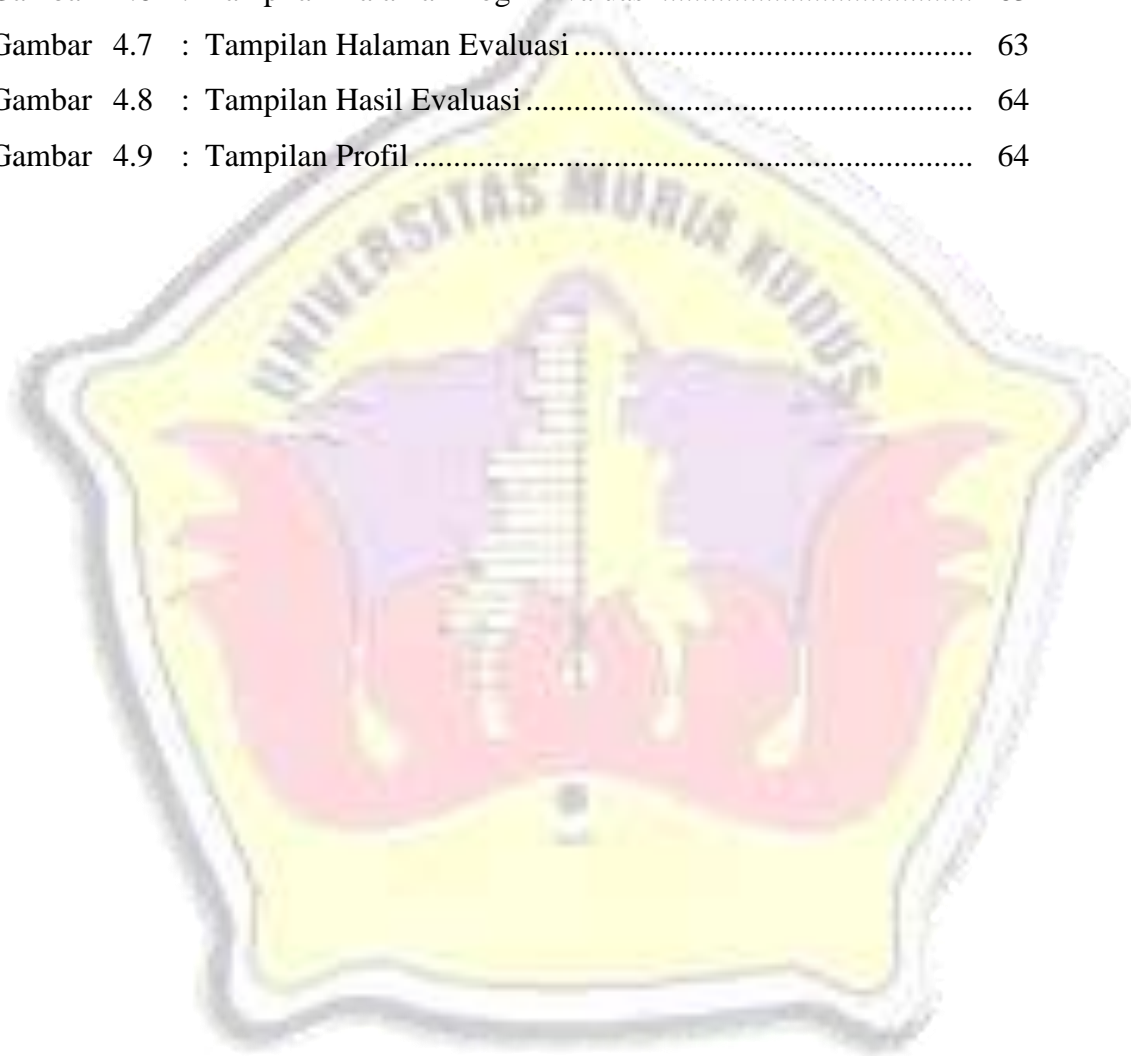 Gambar 4.7 : Tampilan Halaman Evaluasi ........................................................ 63
Gambar 4.8 : Tampilan Hasil Evaluasi ............................................................. 64
Gambar 4.9 : Tampilan Profil ............................................................................ 64
UNIVERSITAS MURIA KUDUS